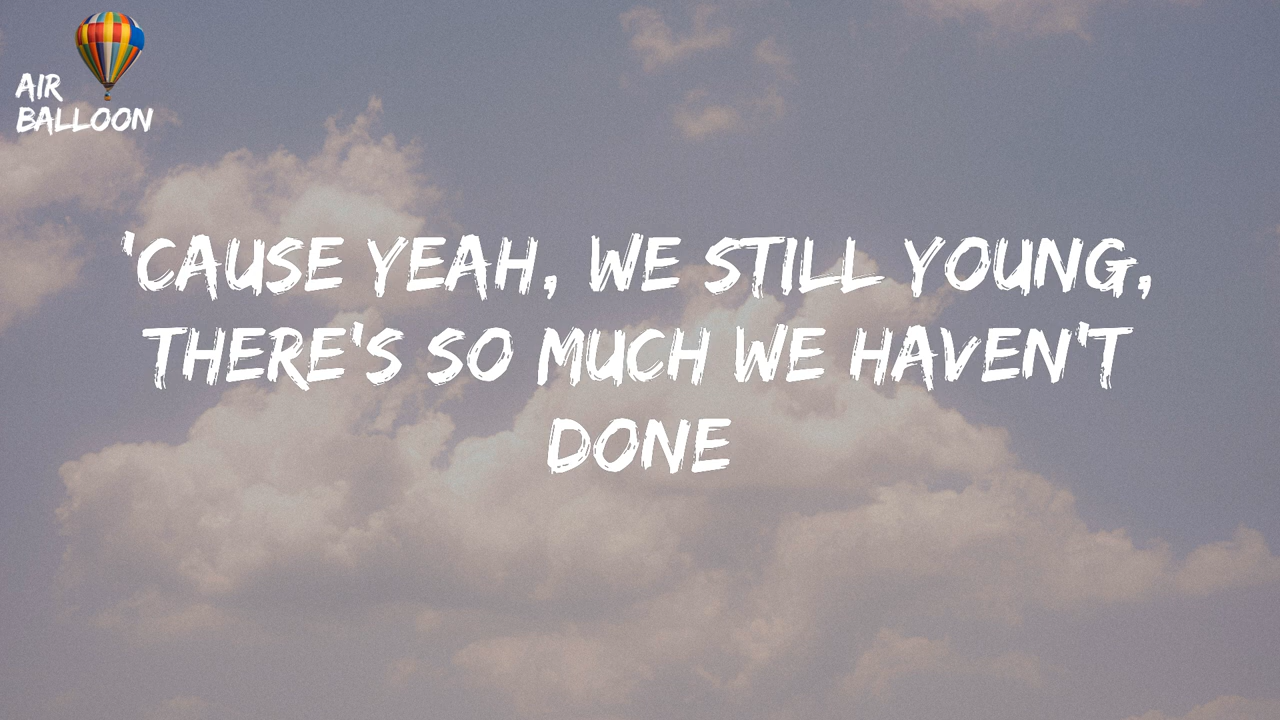 AIR
BALLOON
'CAUSE YEAH, WE STILL YOUNG,
THERE'S SO MUCH WE HAVEN'T
DONE